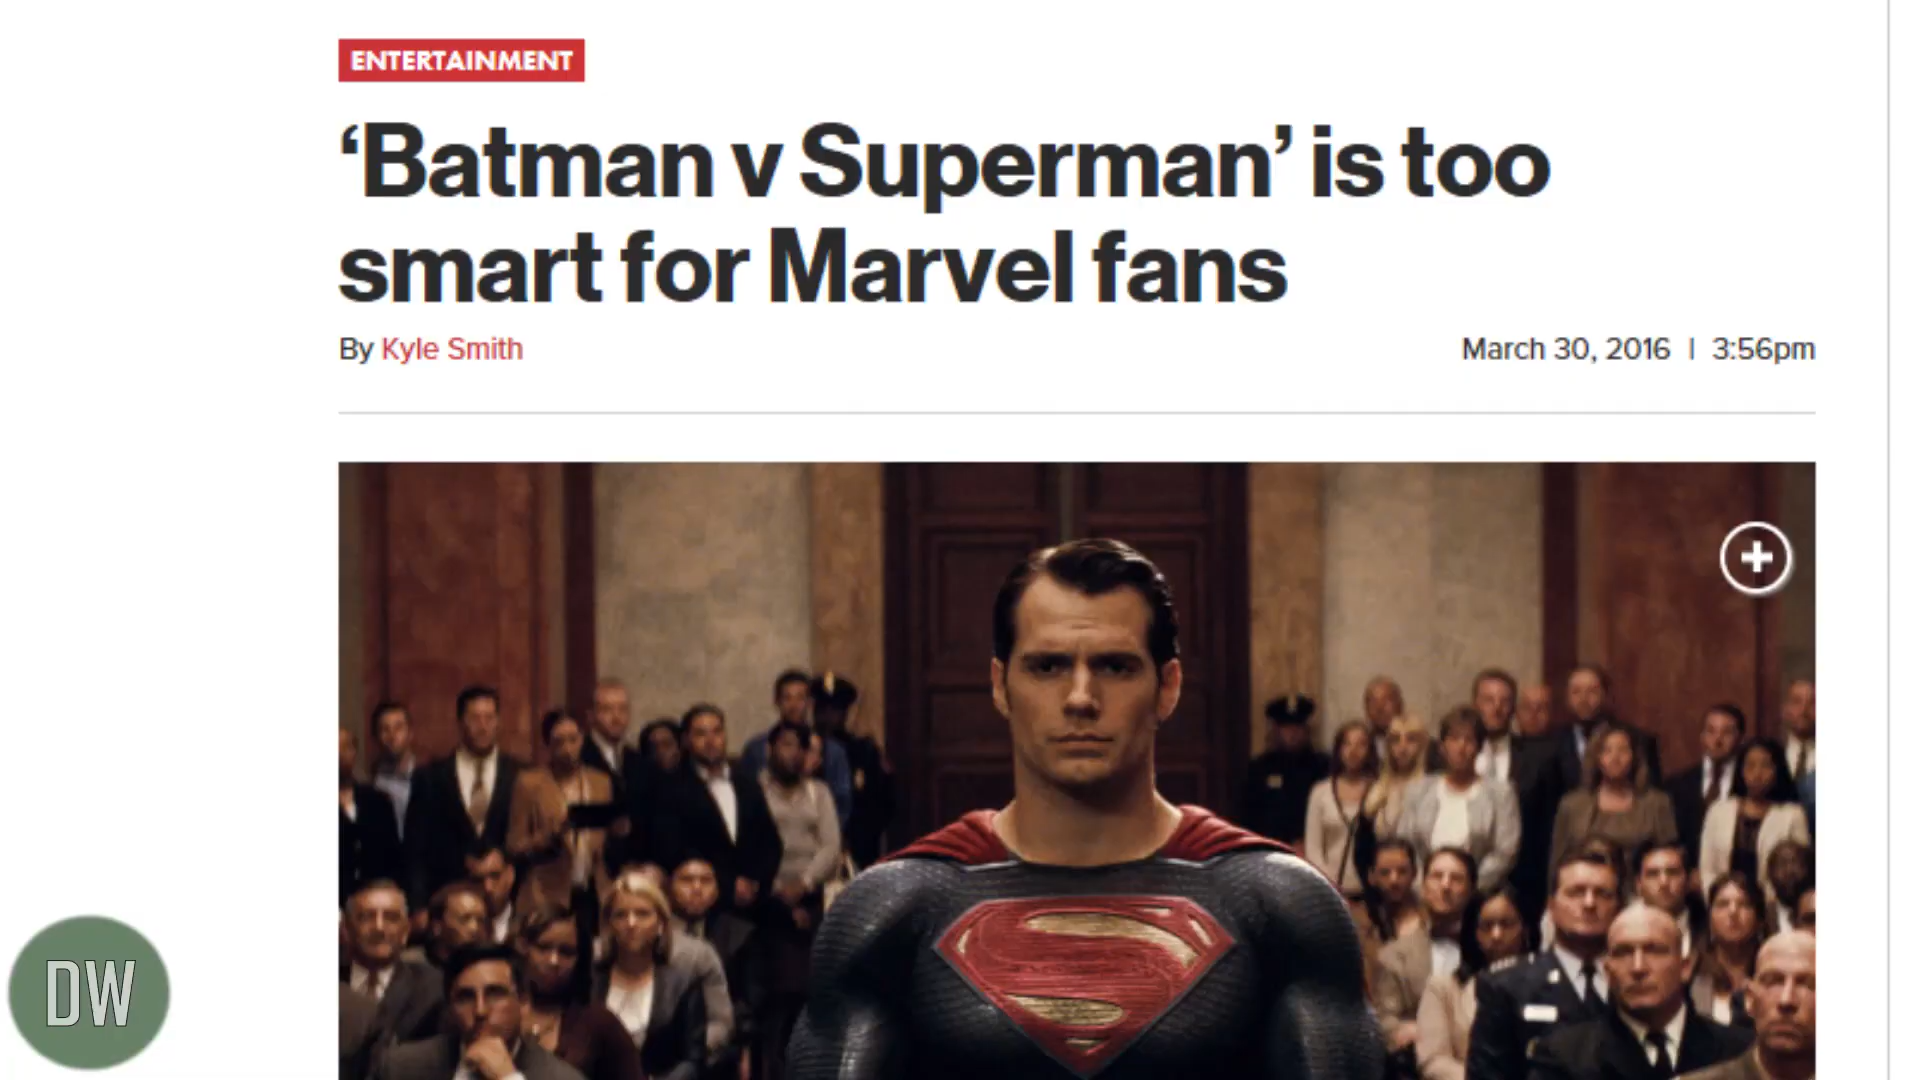 ENTERTAINMENT
‘Batman v Superman’ is too
smart for Marvel fans
By Kyle Smith
March 30, 2016 | 3:56pm
DW